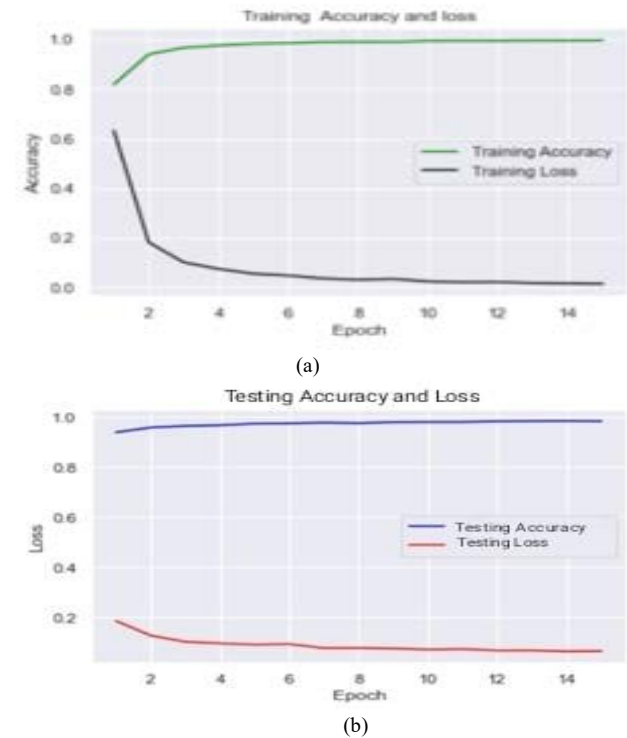 Training Accuracy and loss
1.0
0.8
0.6
0.4
0.2
0.0
Accuracy
Training Accuracy
Training Loss
2 4 6 8 10 12 14
Epoch
(a)
Testing Accuracy and Loss
1.0
0.8
0.6
0.4
0.2
Loss
Testing Accuracy
Testing Loss
2 4 6 8 10 12 14
Epoch
(b)